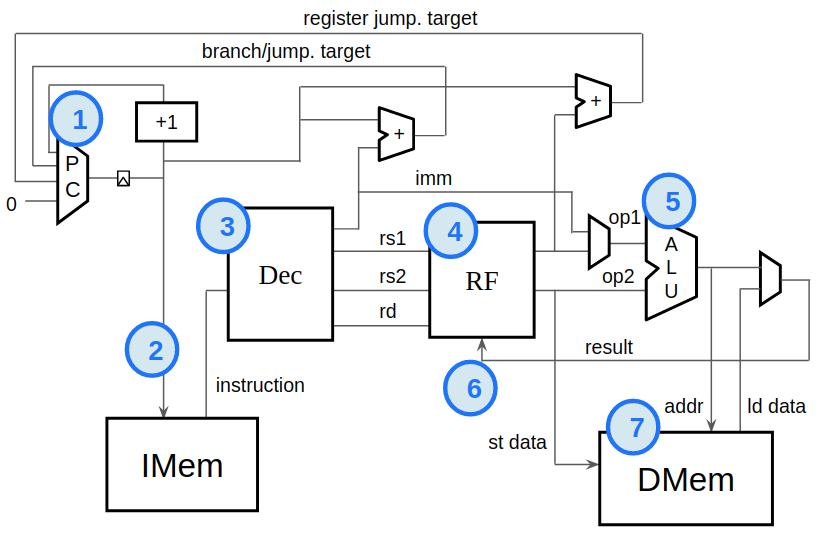 register jump. target
branch/jump. target
1
+1
+
+
P
C
0
imm
3
4
5
op1
rs1
A
Dec
rs2
RF
op2
L
U
rd
2
result
instruction
6
addr
ld data
7
st data
IMem
DMem